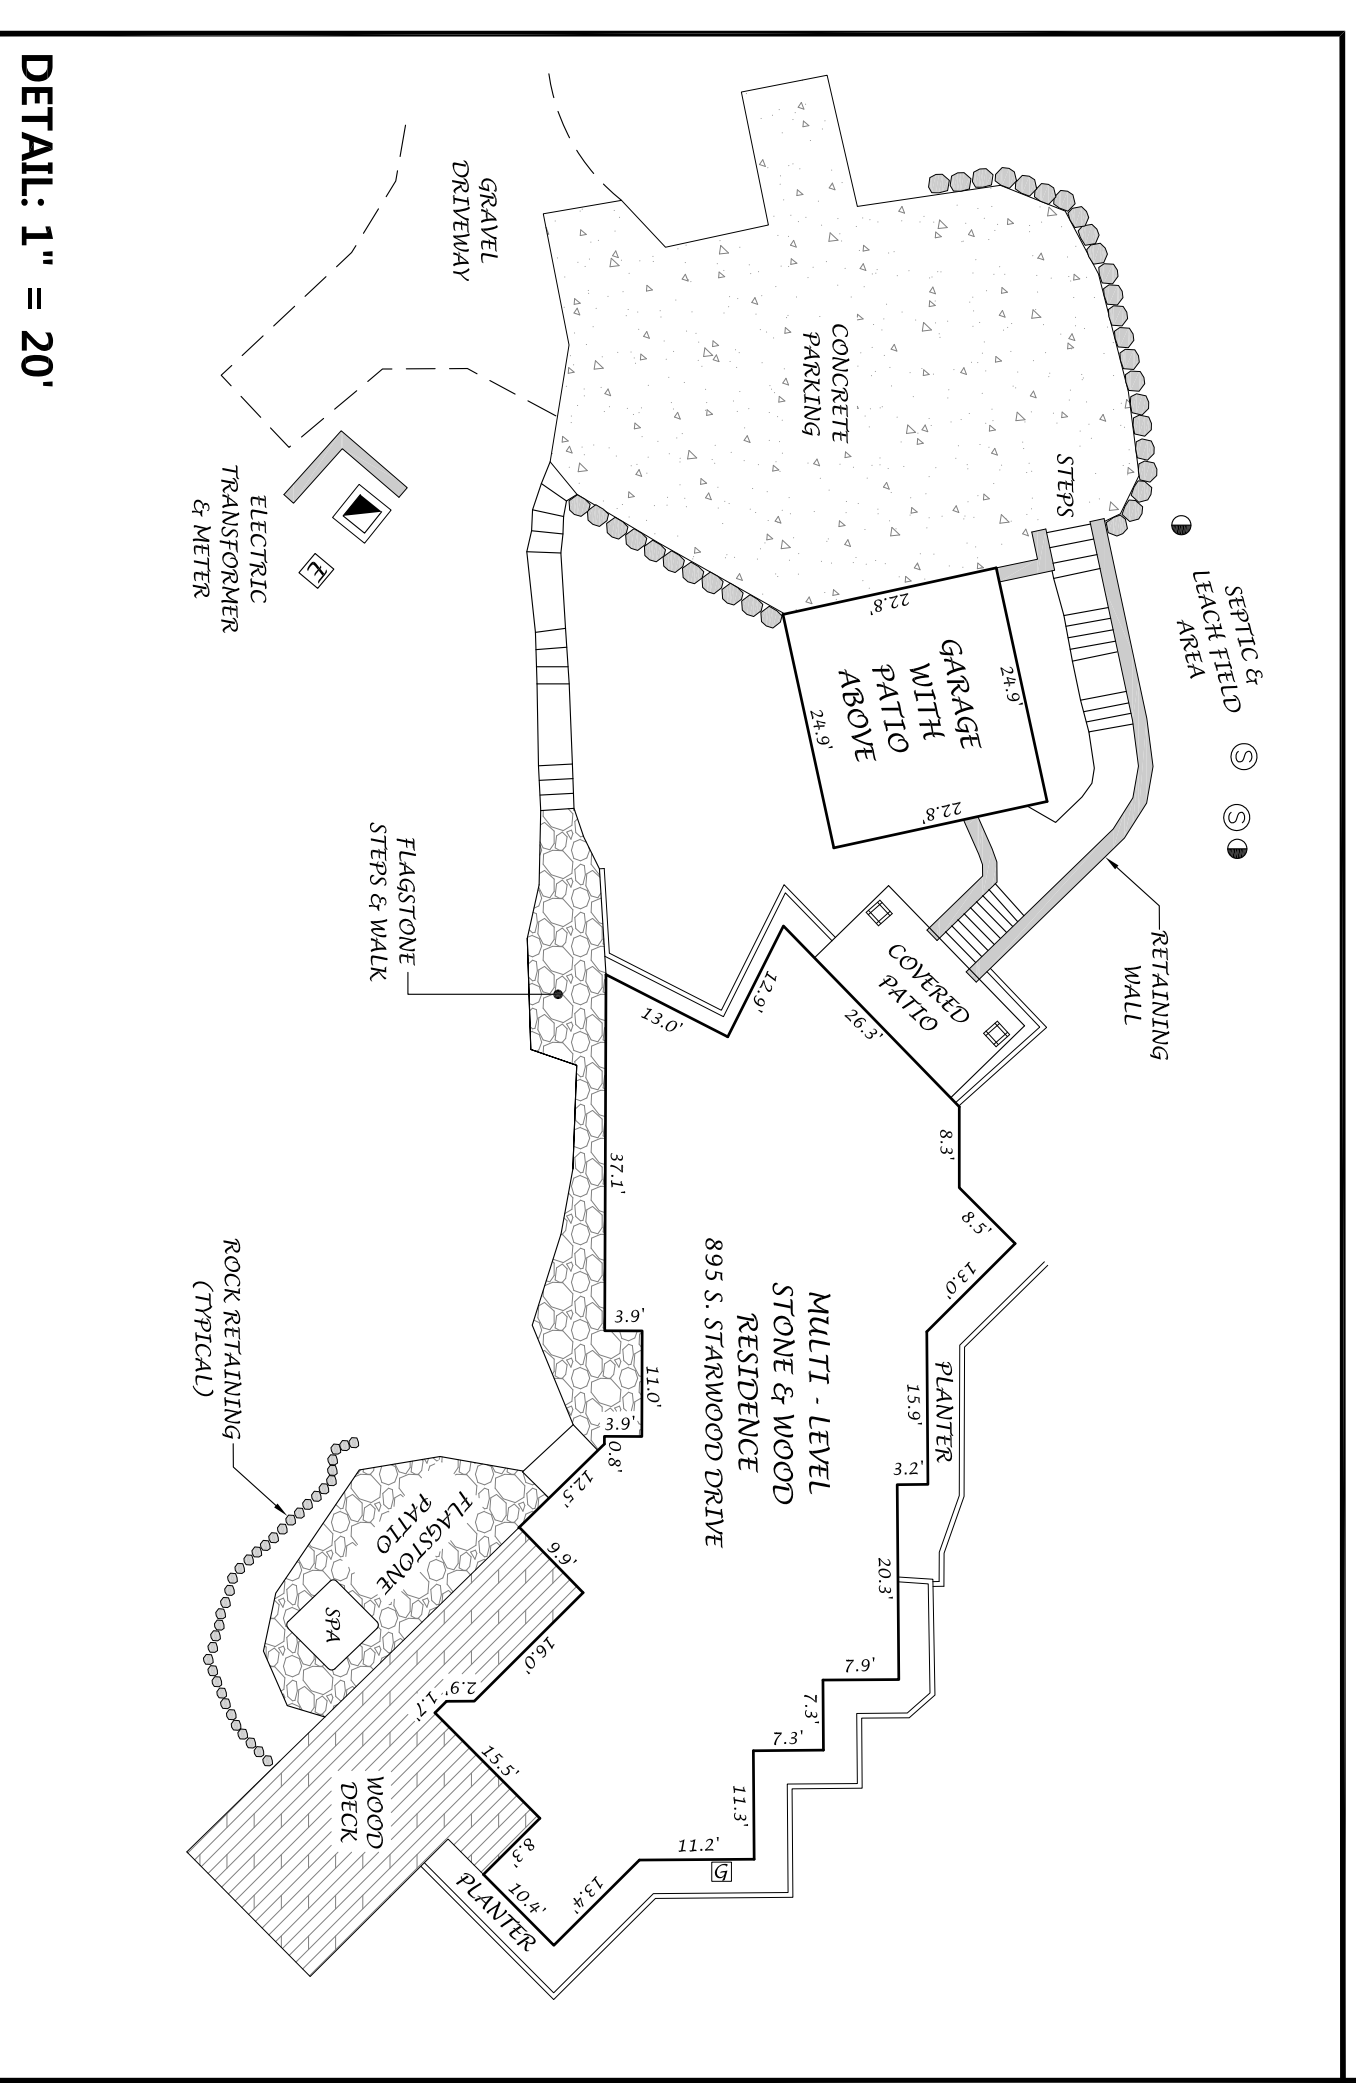 DETAIL: 1" = 20'
GRAVEL
DRIVEWAY
CONCRETE
PARKING
STEPS
SEPTIC &
LEACH FIELD
AREA
S
S
ELECTRIC
TRANSFORMER
& METER
GARAGE
WITH
PATIO
ABOVE
22.8'
24.9'
24.9'
22.8'
RETAINING
WALL
COVERED
PATIO
FLAGSTONE
STEPS & WALK
12.9'
13.0'
26.3'
8.3'
8.5'
13.0'
37.1'
MULTI - LEVEL
STONE & WOOD
RESIDENCE
895 S. STARWOOD DRIVE
PLANTER
15.9'
3.2'
20.3'
7.9'
7.3'
7.3'
11.3'
11.2'
G
3.9'
11.0'
3.9'
0.8'
12.5'
9.9'
16.0'
2.9'
1.7'
15.5'
8.3'
10.4'
13.4'
ROCK RETAINING
(TYPICAL)
FLAGSTONE
PATIO
SPA
WOOD
DECK
PLANTER